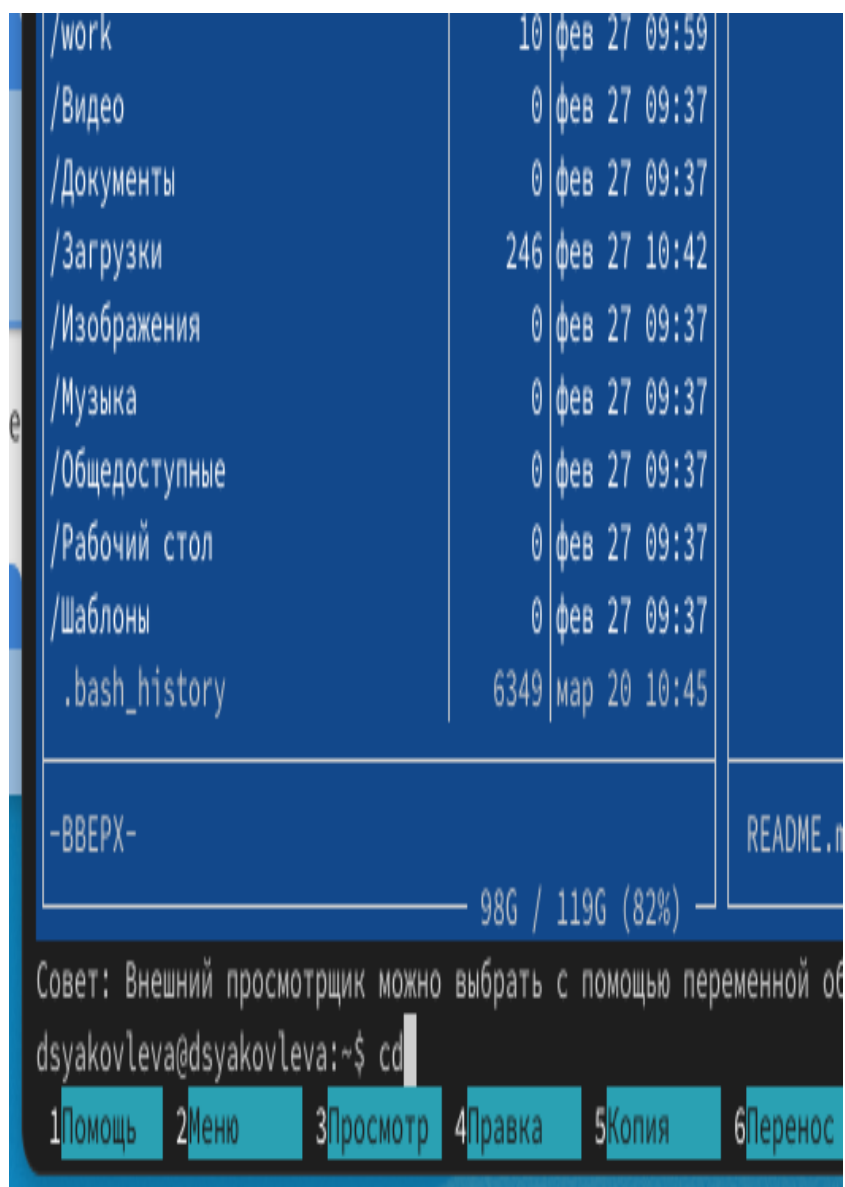 /work 10 фев 27 09:59
/Видео 0 фев 27 09:37
/Документы 0 фев 27 09:37
/Загрузки 246 фев 27 10:42
/Изображения 0 фев 27 09:37
/Музыка 0 фев 27 09:37
/Общедоступные 0 фев 27 09:37
/Рабочий стол 0 фев 27 09:37
/Шаблоны 0 фев 27 09:37
.bash_history 6349 мар 20 10:45
-ВВЕРХ- README.m
98G / 119G (82%)
Совет: Внешний просмотрщик можно выбрать с помощью переменной об
dsyakovleva@dsyakovleva:~$ cd
1Помощь 2Меню 3Просмотр 4Правка 5Копия 6Перенос